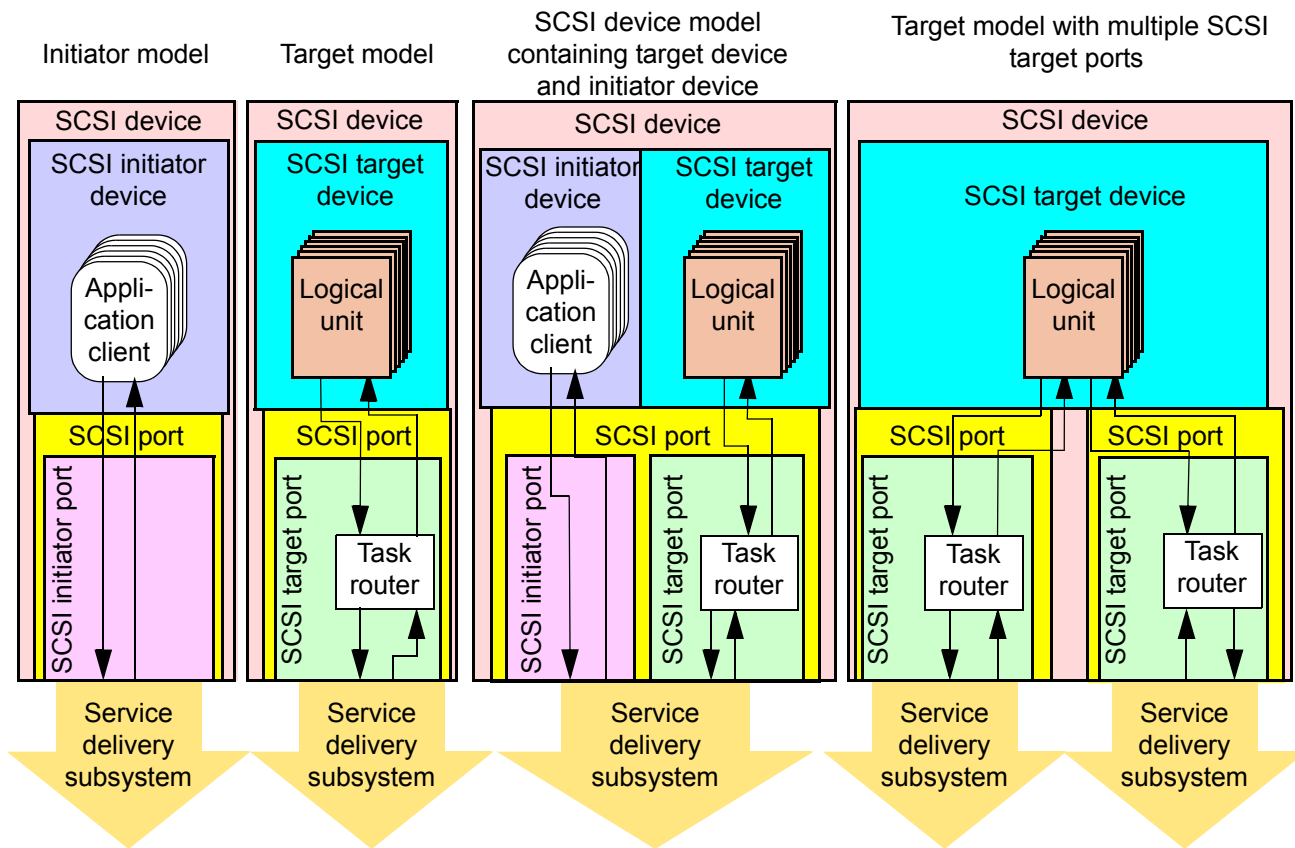 Initiator model
SCSI device
SCSI initiator
device
Appli-
cation
client
SCSI port
SCSI initiator port
Service
delivery
subsystem
Target model
SCSI device
SCSI target
device
Logical
unit
SCSI port
SCSI target port
Task
router
Service
delivery
subsystem
SCSI device model
containing target device
and initiator device
SCSI device
SCSI initiator
device
SCSI target
device
Appli-
cation
client
Logical
unit
SCSI port
SCSI initiator port
SCSI target port
Task
router
Service
delivery
subsystem
Target model with multiple SCSI
target ports
SCSI device
SCSI target device
Logical
unit
SCSI port
SCSI target port
Task
router
Service
delivery
subsystem
SCSI port
SCSI target port
Task
router
Service
delivery
subsystem